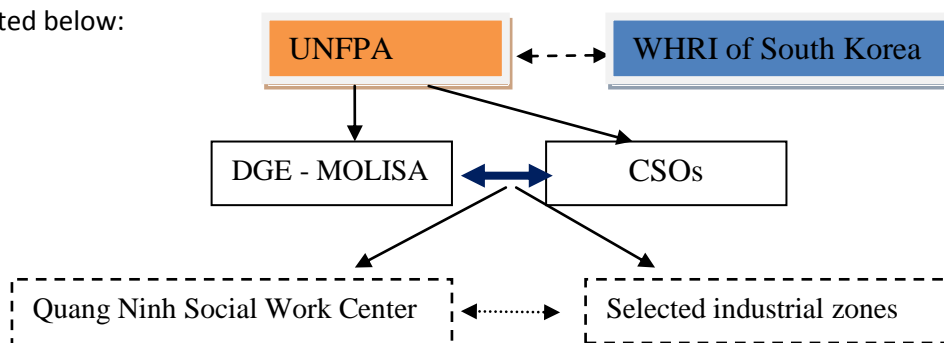 ted below:
UNFPA
WHRI of South Korea
DGE - MOLISA
CSOs
Quang Ninh Social Work Center
Selected industrial zones